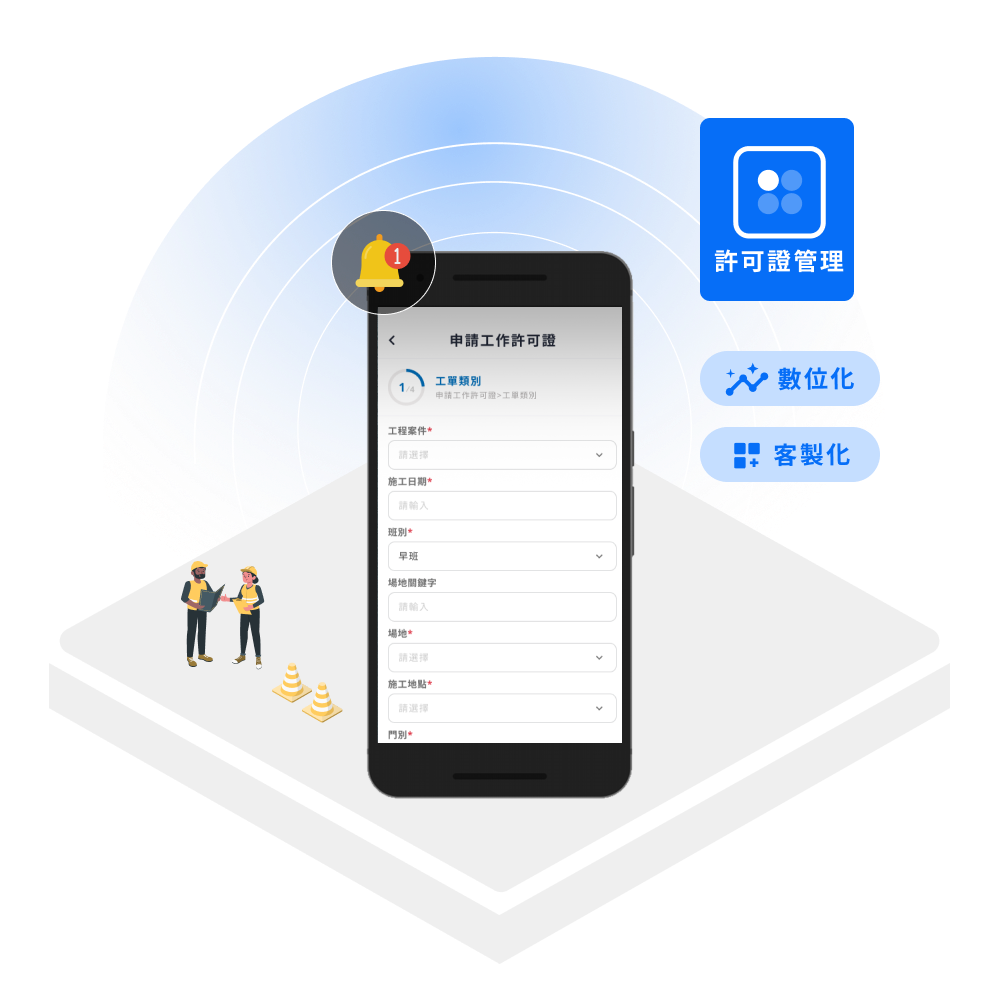 許可證管理
1
申請工作許可證
1/4
工單類別
申請工作許可證>工單類別
數位化
客製化
工程案件*
請選擇
施工日期*
請輸入
班別*
早班
場地關鍵字
請輸入
場地*
請選擇
施工地點*
請選擇
門別*